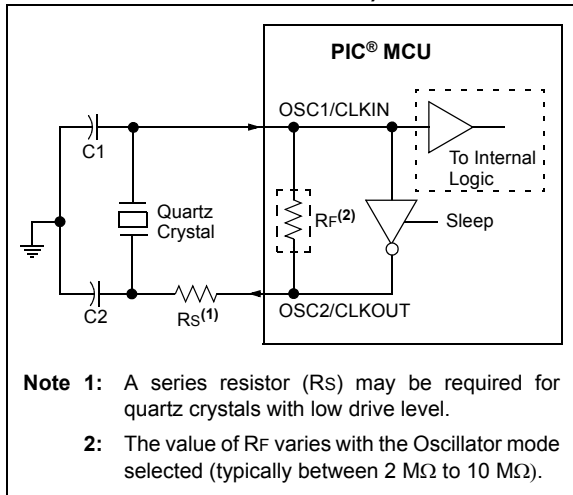 PIC® MCU
OSC1/CLKIN
C1
To Internal
Logic
Quartz
Crystal
RF(2)
Sleep
C2
RS(1)
OSC2/CLKOUT
Note 1: A series resistor (RS) may be required for
quartz crystals with low drive level.
2: The value of RF varies with the Oscillator mode
selected (typically between 2 MΩ to 10 MΩ).